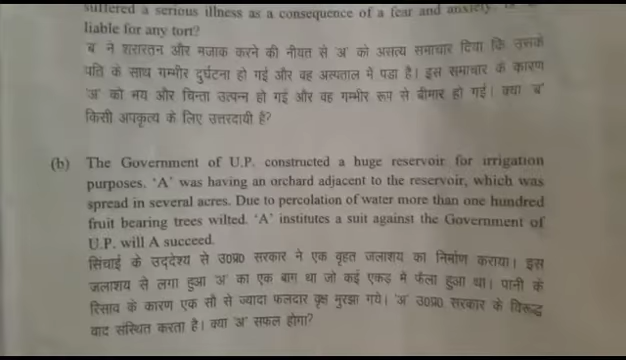 suffered a serious illness as a consequence of a fear and anxiety. Is
liable for any tort?
ब ने शरारतन और मजाक करने की नीयत से 'अ' को असत्य समाचार दिया कि उसके
पति के साथ गम्भीर दुर्घटना हो गई और वह अस्पताल में पडा है। इस समाचार के कारण
'अ' को भय और चिन्ता उत्पन्न हो गई और वह गम्भीर रूप से बीमार हो गई। क्या 'ब'
किसी अपकृत्य के लिए उत्तरदायी है?
(b) The Government of U.P. constructed a huge reservoir for irrigation
purposes. 'A' was having an orchard adjacent to the reservoir, which was
spread in several acres. Due to percolation of water more than one hundred
fruit bearing trees wilted. 'A' institutes a suit against the Government of
U.P. will A succeed.
सिंचाई के उद्देश्य से उ0प्र0 सरकार ने एक वृहत जलाशय का निर्माण कराया। इस
जलाशय से लगा हुआ 'अ' का एक बाग था जो कई एकड़ में फैला हुआ था। पानी के
रिसाव के कारण एक सौ से ज्यादा फलदार वृक्ष मुरझा गये। 'अ' उ0प्र0 सरकार के विरूद्ध
वाद संस्थित करता है। क्या 'अ' सफल होगा?